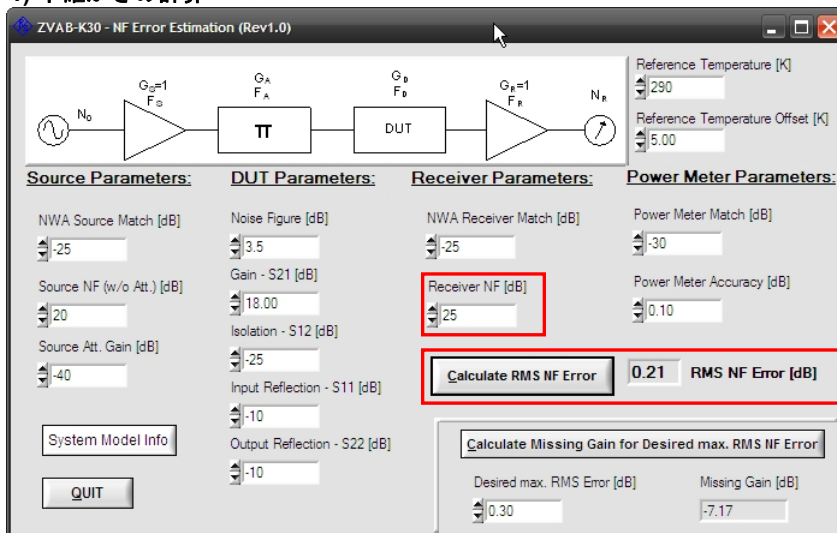 ZVAB-K30 - NF Error Estimation (Rev1.0)
Reference Temperature [K]
290
Reference Temperature Offset [K]
5.00
G_G=1
F_G
G_A
F_A
G_D
F_D
G_R=1
F_R
N_R
N_0
π
DUT
Source Parameters:
NWA Source Match [dB]
-25
Source NF (w/o Att.) [dB]
20
Source Att. Gain [dB]
-40
System Model Info
QUIT
DUT Parameters:
Noise Figure [dB]
3.5
Gain - S21 [dB]
18.00
Isolation - S12 [dB]
-25
Input Reflection - S11 [dB]
-10
Output Reflection - S22 [dB]
-10
Receiver Parameters:
NWA Receiver Match [dB]
-25
Receiver NF [dB]
25
Power Meter Parameters:
Power Meter Match [dB]
-30
Power Meter Accuracy [dB]
0.10
Calculate RMS NF Error
0.21 RMS NF Error [dB]
Calculate Missing Gain for Desired max. RMS NF Error
Desired max. RMS Error [dB]
0.30
Missing Gain [dB]
-7.17